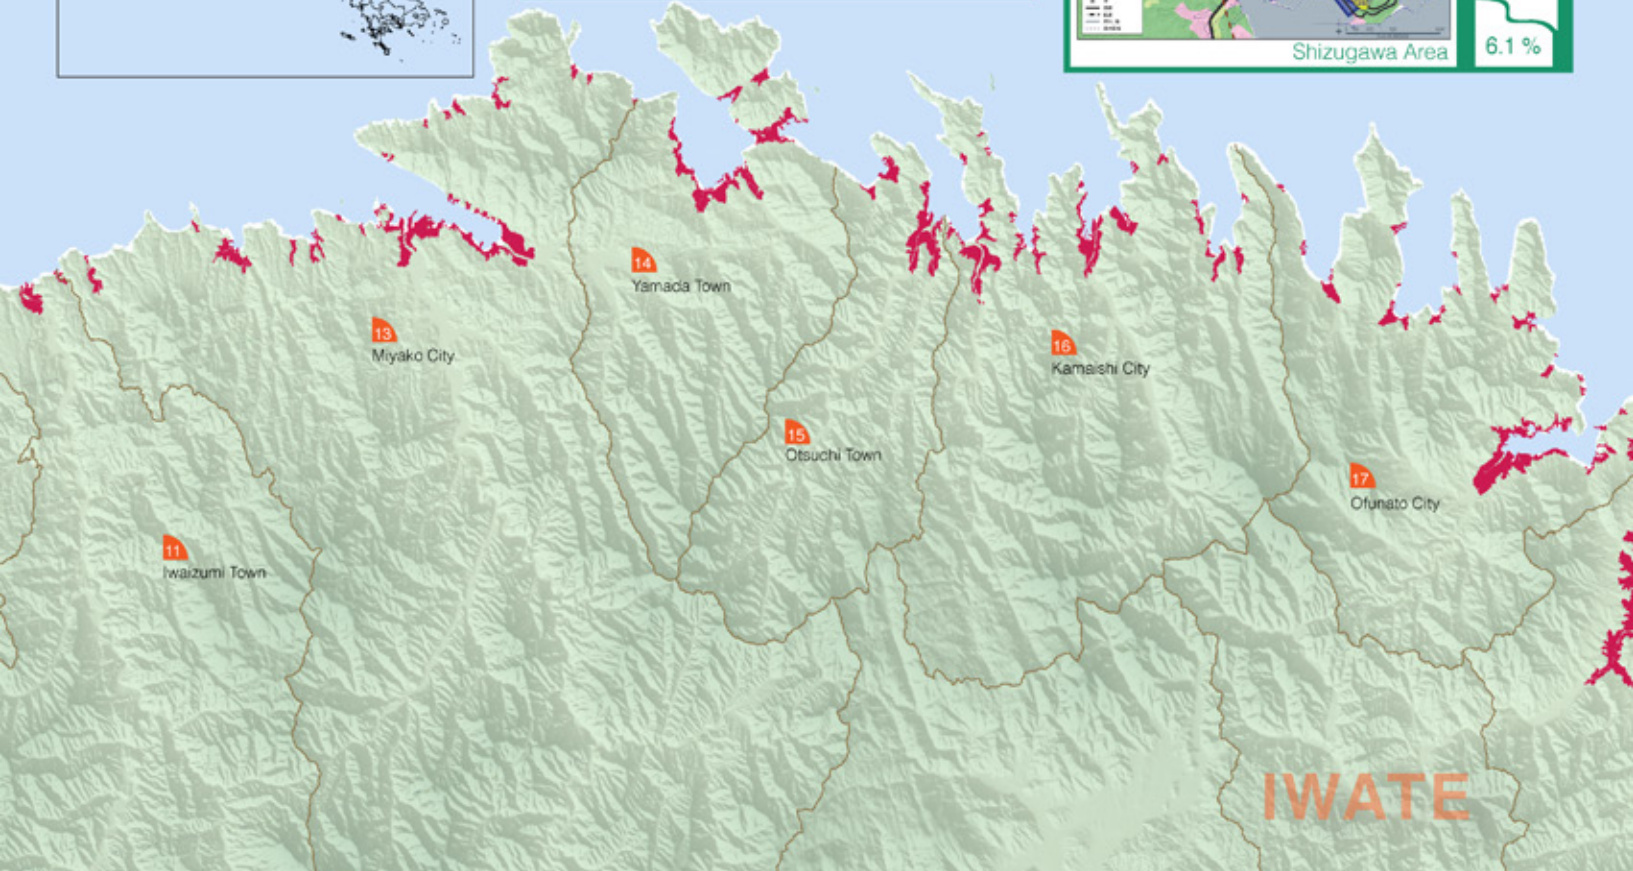 Shizugawa Area
6.1 %
14
Yamada Town
13
Miyako City
16
Kamaishi City
15
Otsuchi Town
17
Ofunato City
11
Iwaizumi Town
IWATE